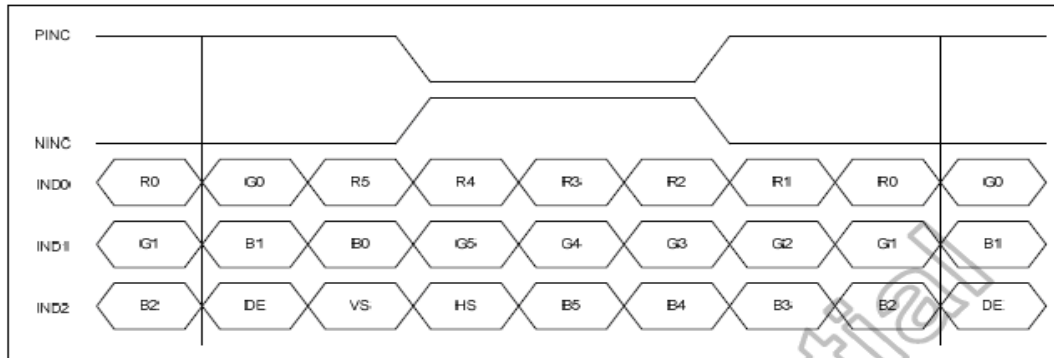 PINC
NINC
IND0 R0 G0 R5 R4 R3 R2 R1 R0 G0
IND1 G1 B1 B0 G5 G4 G3 G2 G1 B1
IND2 B2 DE VS HS B5 B4 B3 B2 DE